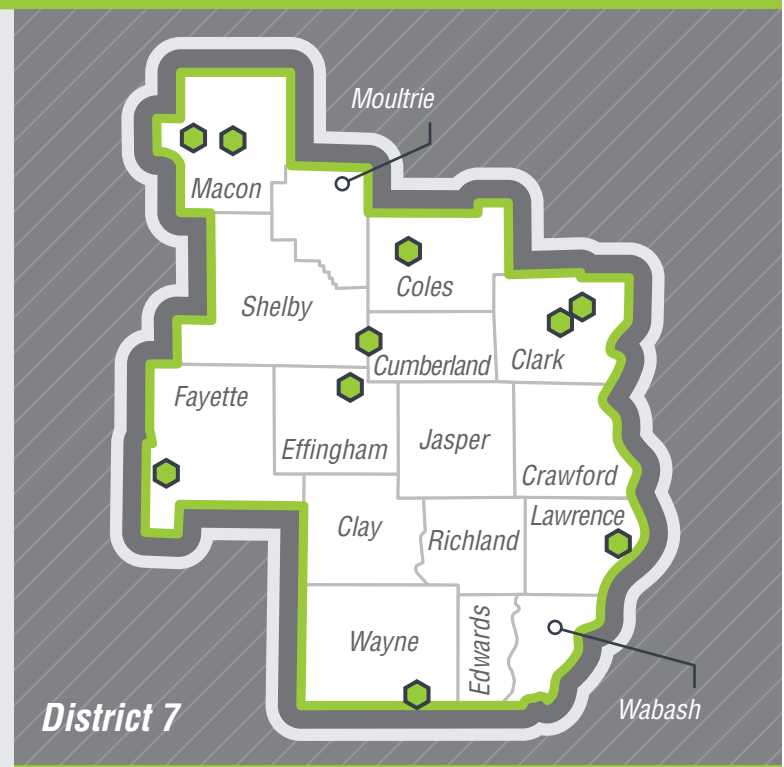 Moultrie
Macon
Coles
Shelby
Cumberland
Clark
Fayette
Effingham
Jasper
Crawford
Lawrence
Clay
Richland
Wayne
Edwards
Wabash
District 7